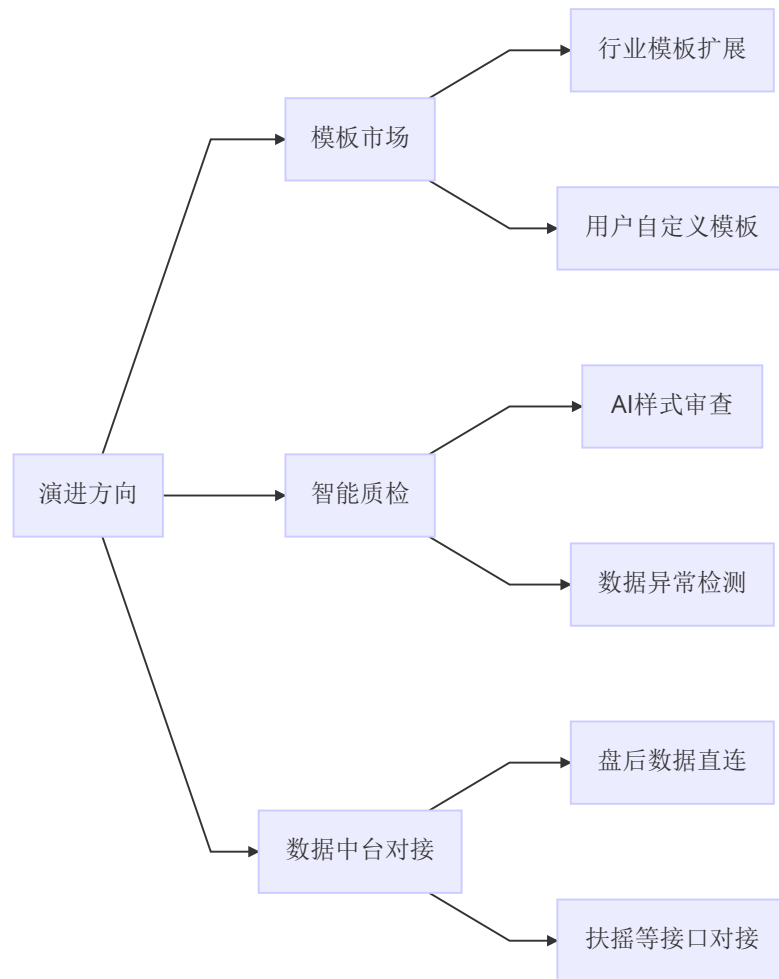 行业模板扩展
模板市场
用户自定义模板
AI样式审查
演进方向
智能质检
数据异常检测
盘后数据直连
数据中台对接
扶摇等接口对接